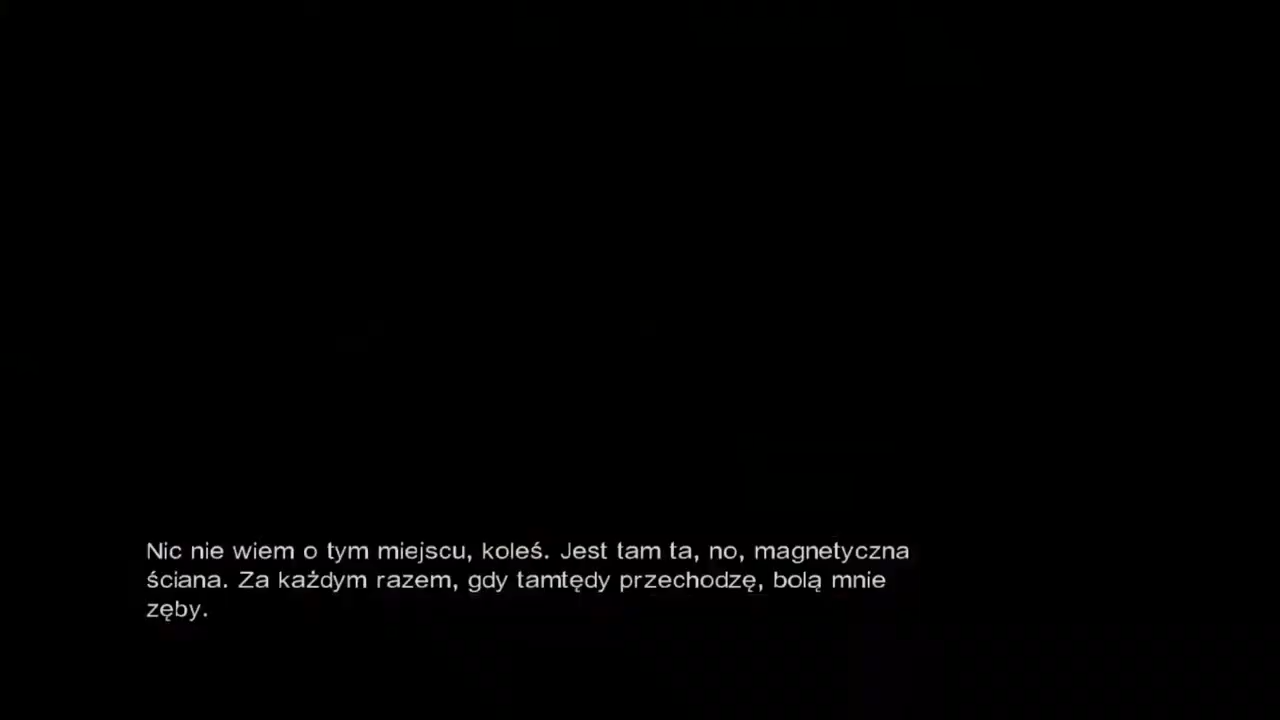 Nic nie wiem o tym miejscu, koleś. Jest tam ta, no, magnetyczna
ściana. Za każdym razem, gdy tamtędy przechodzę, bolą mnie
zęby.